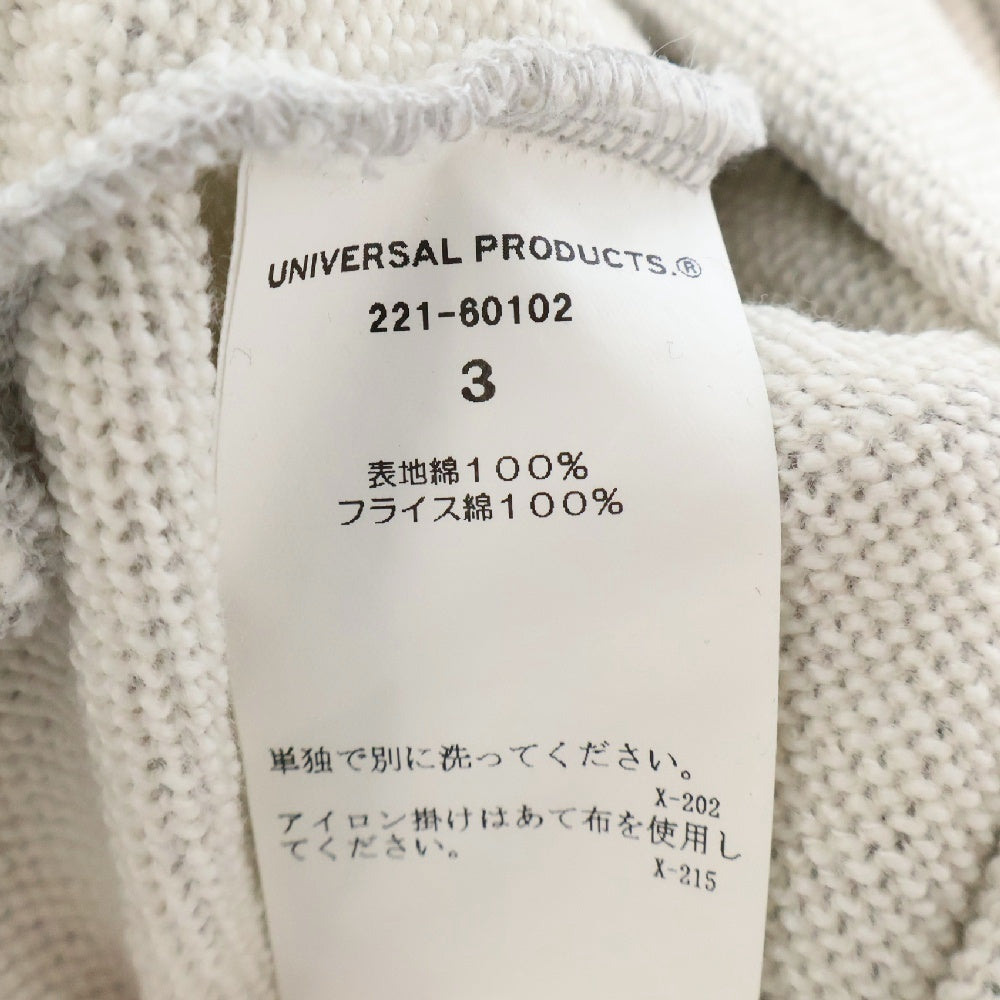 UNIVERSAL PRODUCTS.®
221-60102
3
表地綿100%
フライス綿100%
単独で別に洗ってください。
X-202
アイロン掛けはあて布を使用し
てください。
X-215